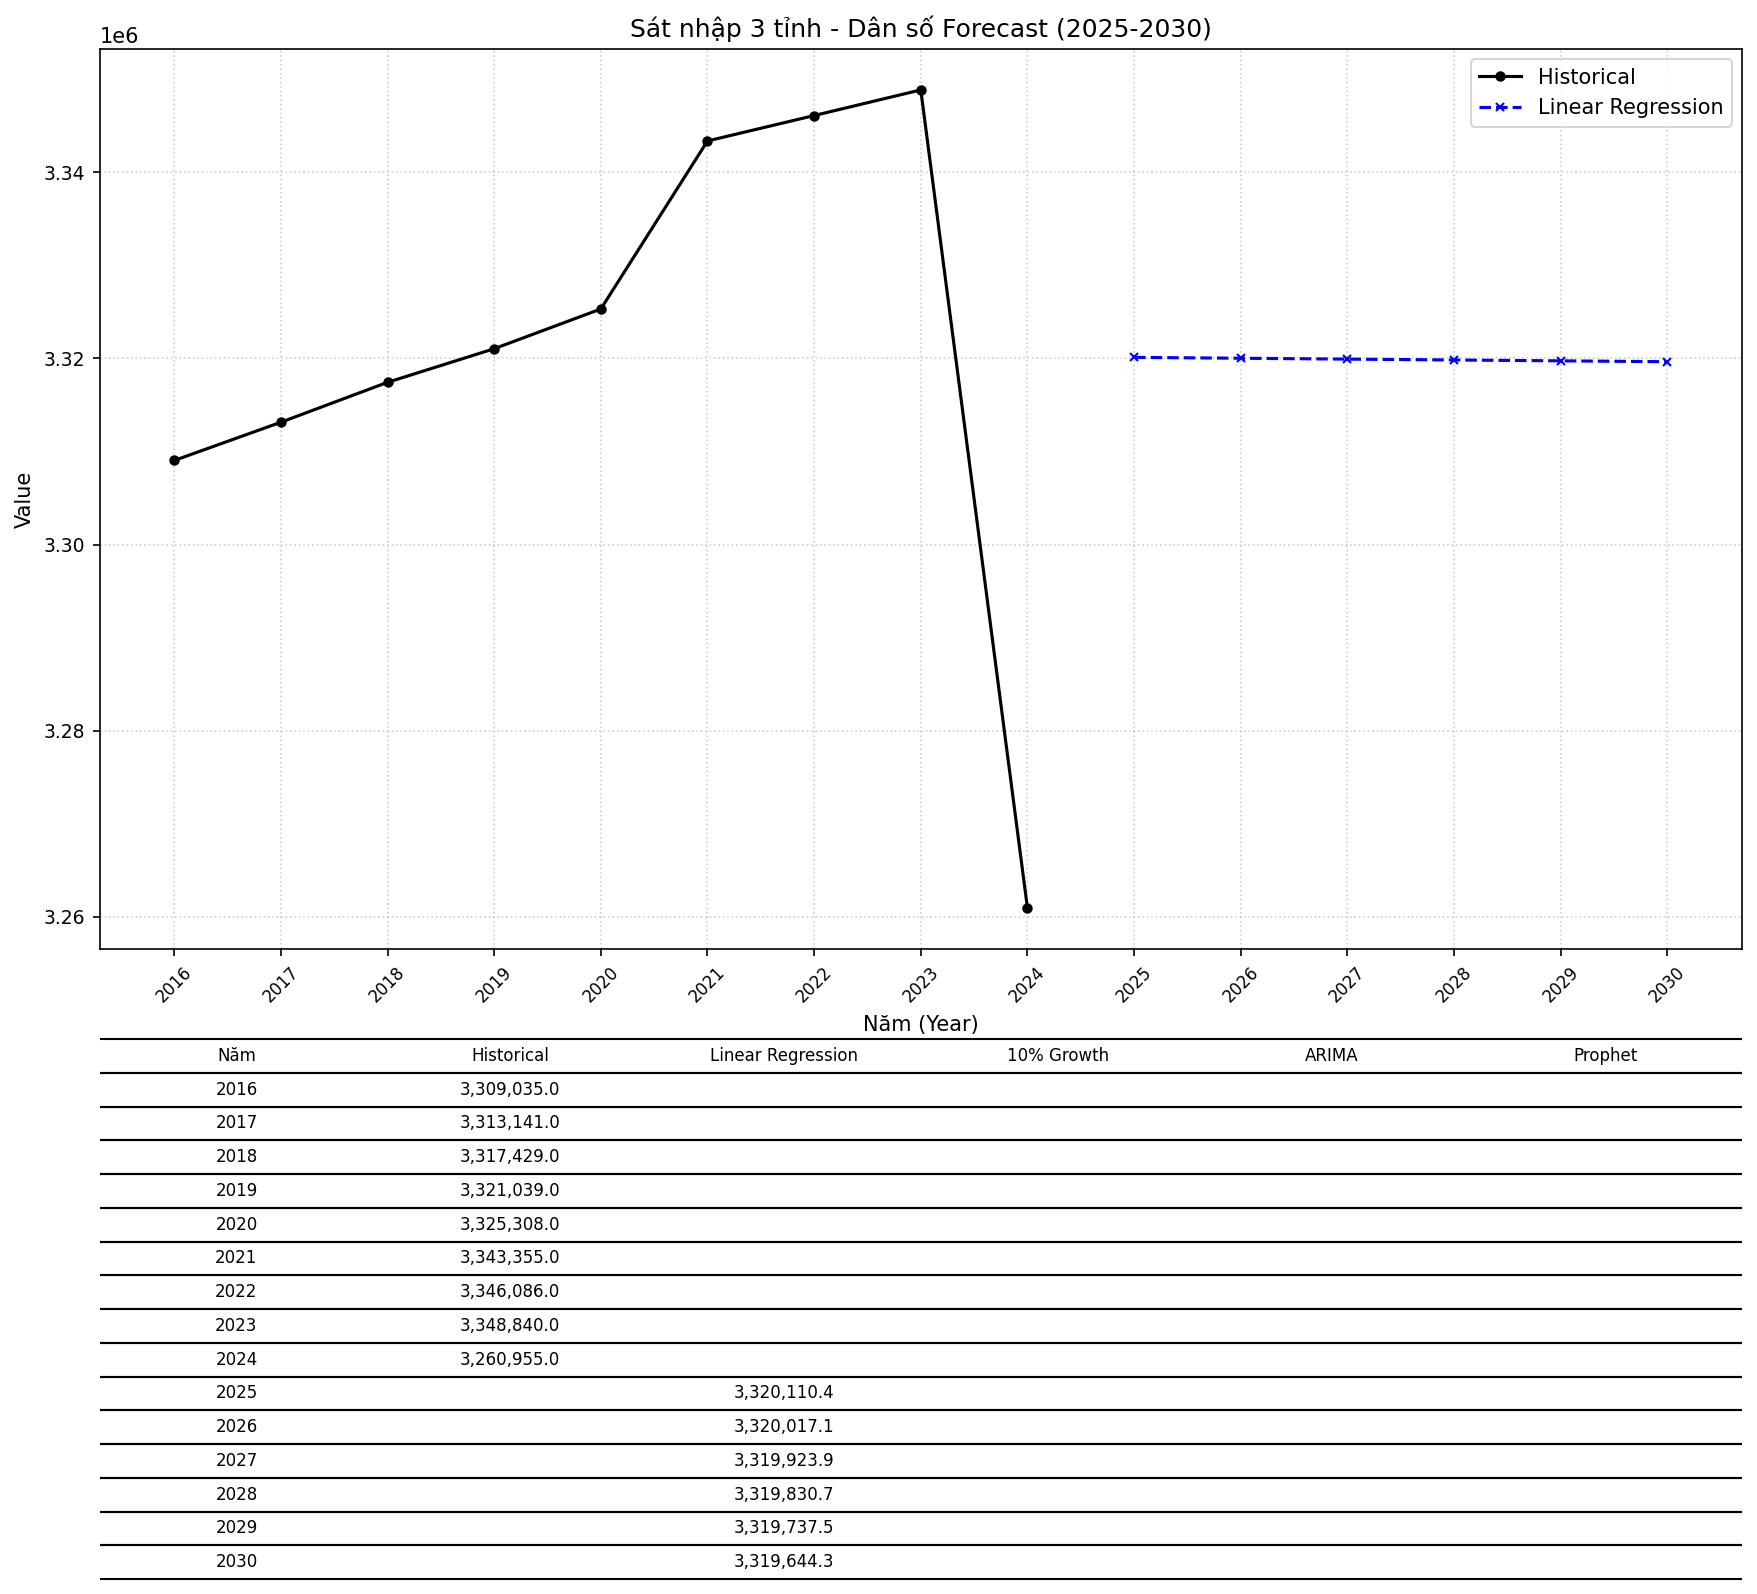 Sát nhập 3 tỉnh - Dân số Forecast (2025-2030)
1e6
Historical
Linear Regression
3.34
3.32
3.30
3.28
3.26
Value
2016 2017 2018 2019 2020 2021 2022 2023 2024 2025 2026 2027 2028 2029 2030
Năm (Year)
Năm Historical Linear Regression 10% Growth ARIMA Prophet
2016 3,309,035.0
2017 3,313,141.0
2018 3,317,429.0
2019 3,321,039.0
2020 3,325,308.0
2021 3,343,355.0
2022 3,346,086.0
2023 3,348,840.0
2024 3,260,955.0
2025 3,320,110.4
2026 3,320,017.1
2027 3,319,923.9
2028 3,319,830.7
2029 3,319,737.5
2030 3,319,644.3